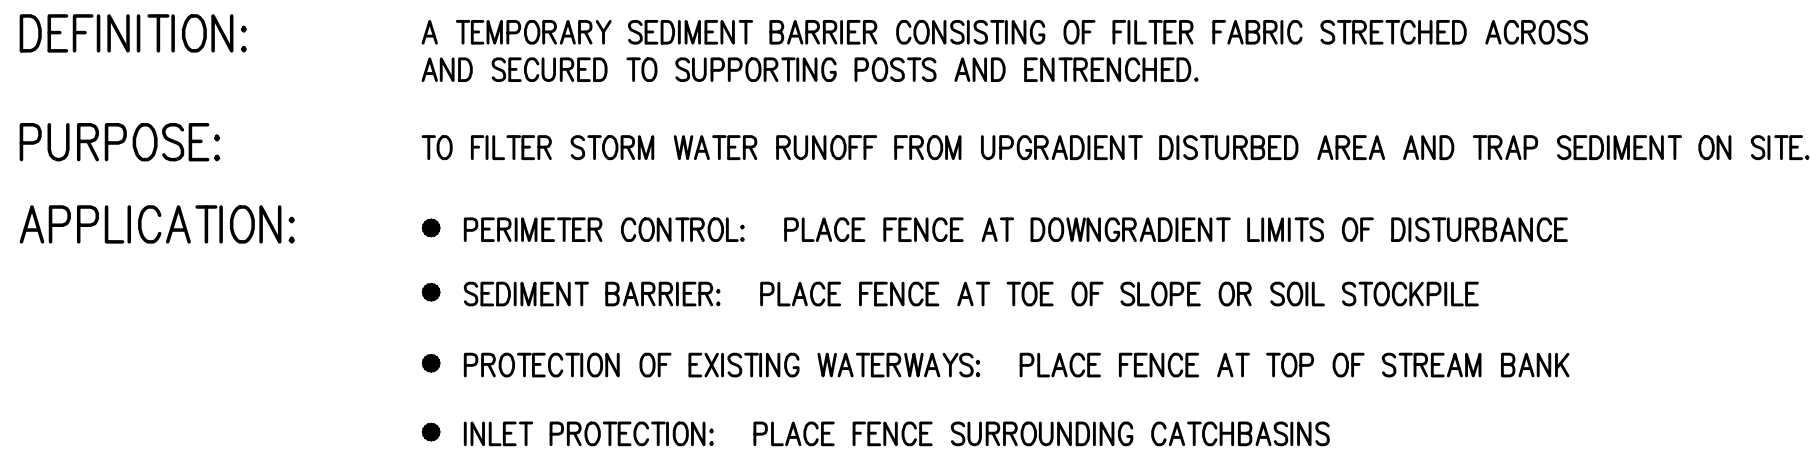 DEFINITION: A TEMPORARY SEDIMENT BARRIER CONSISTING OF FILTER FABRIC STRETCHED ACROSS
AND SECURED TO SUPPORTING POSTS AND ENTRENCHED.
PURPOSE: TO FILTER STORM WATER RUNOFF FROM UPGRADIENT DISTURBED AREA AND TRAP SEDIMENT ON SITE.
APPLICATION: ● PERIMETER CONTROL: PLACE FENCE AT DOWNGRADIENT LIMITS OF DISTURBANCE
● SEDIMENT BARRIER: PLACE FENCE AT TOE OF SLOPE OR SOIL STOCKPILE
● PROTECTION OF EXISTING WATERWAYS: PLACE FENCE AT TOP OF STREAM BANK
● INLET PROTECTION: PLACE FENCE SURROUNDING CATCHBASINS